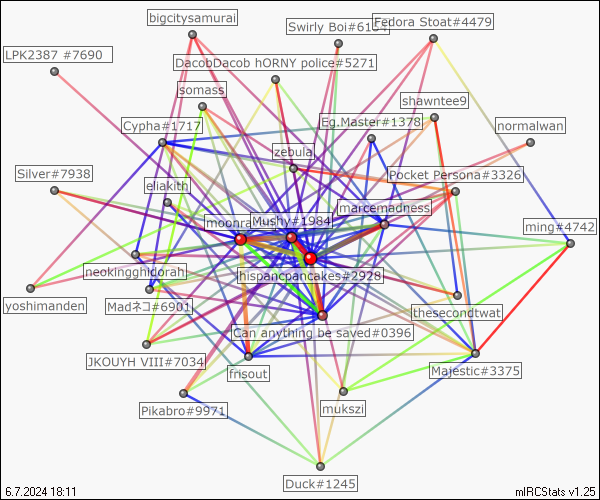 bigcitysamurai
Swirly Boi#6134
Fedora Stoat#4479
LPK2387 #7690
DacobDacob hORNY police#5271
somass
shawntee9
Cypha#1717
Eg.Master#1378
normalwan
zebula
Silver#7938
Pocket Persona#3326
eliakith
marcemadness
Mushy#1984
ming#4742
neokingghidorah
hispancpancakes#2928
yoshimanden
Madネコ#6901
thesecondtwat
Can anything be saved#0396
JKOUYH VIII#7034
frisout
Majestic#3375
Pikabro#9971
mukszi
Duck#1245
6.7.2024 18:11
mIRCStats v1.25